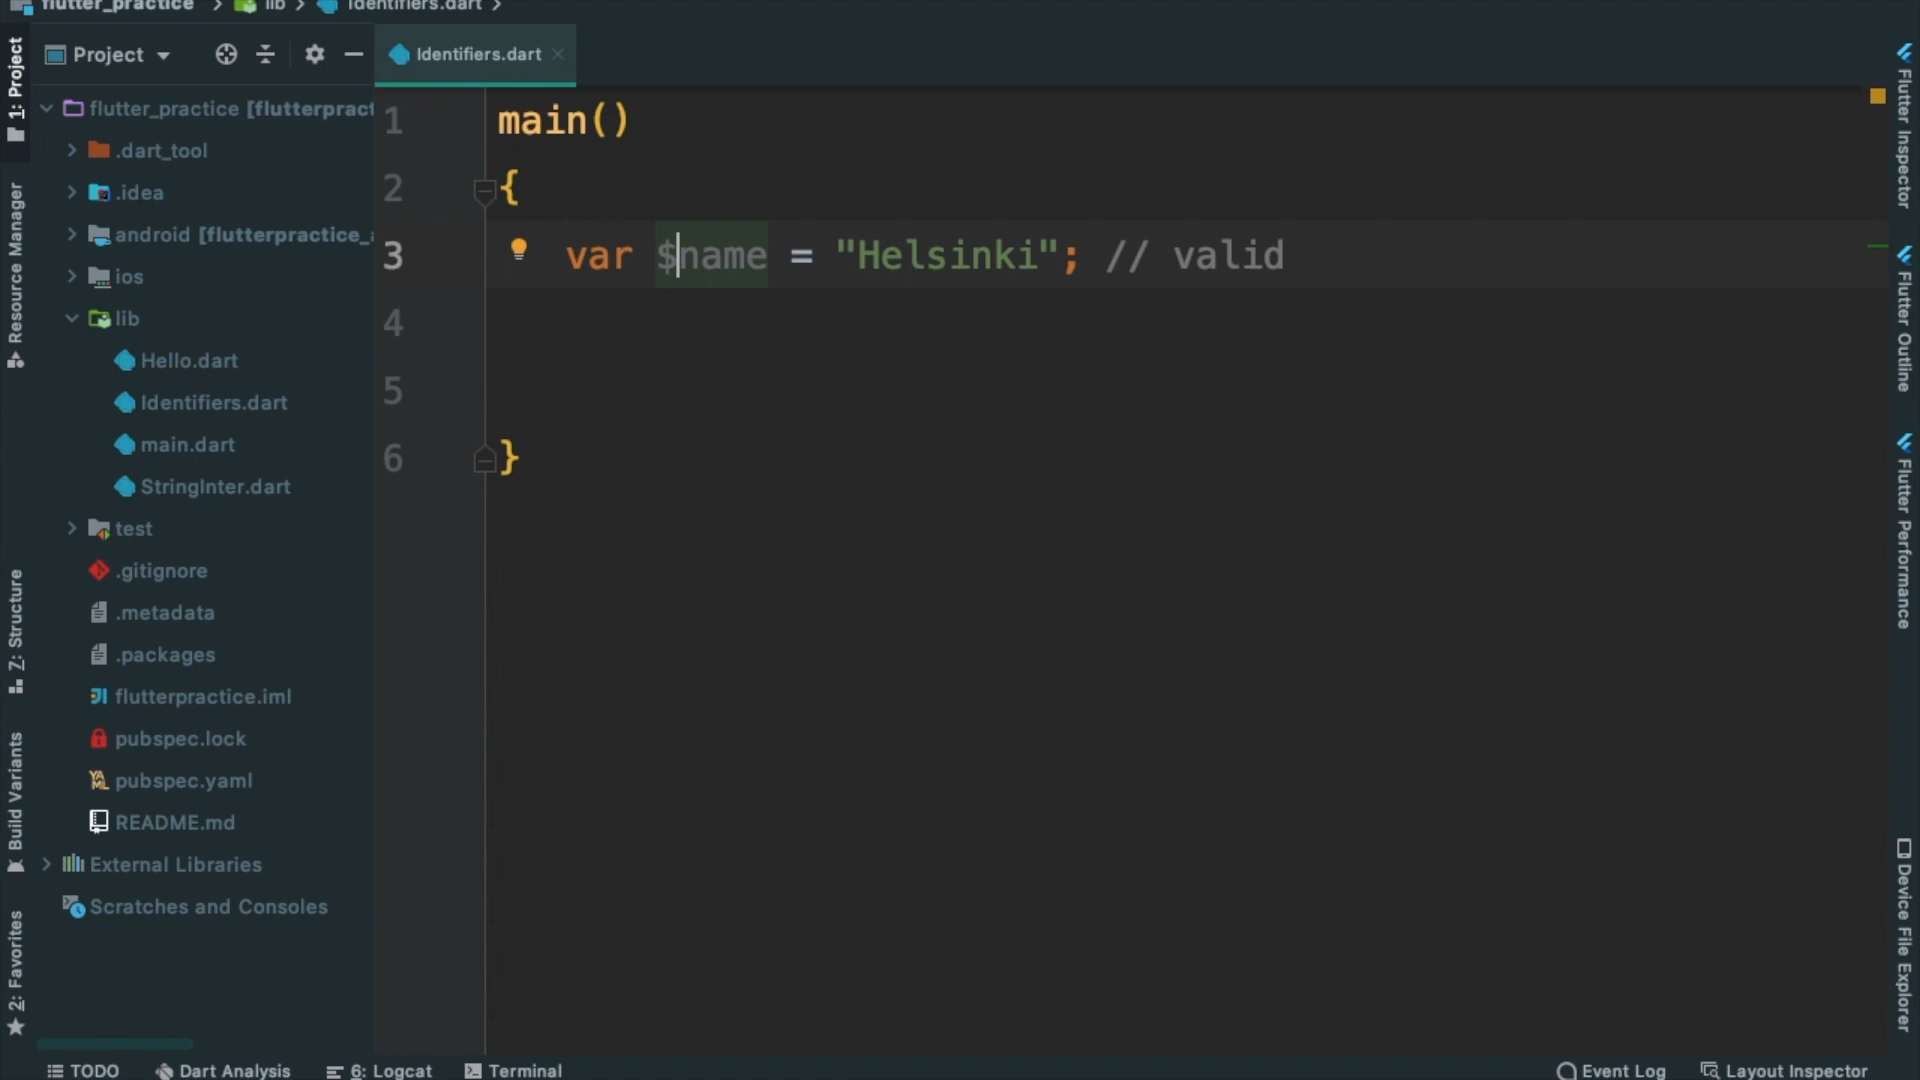 flutter_practice > lib > Identifiers.dart >
1: Project
Resource Manager
Z: Structure
Build Variants
2: Favorites
Project
flutter_practice [flutterpract
.dart_tool
.idea
android [flutterpractice_a
ios
lib
Hello.dart
Identifiers.dart
main.dart
StringInter.dart
test
.gitignore
.metadata
.packages
flutterpractice.iml
pubspec.lock
pubspec.yaml
README.md
External Libraries
Scratches and Consoles
Identifiers.dart
1 main()
2 {
3 var $name = "Helsinki"; // valid
4
5
6 }
Flutter Inspector
Flutter Outline
Flutter Performance
Device File Explorer
TODO Dart Analysis 6: Logcat Terminal Event Log Layout Inspector